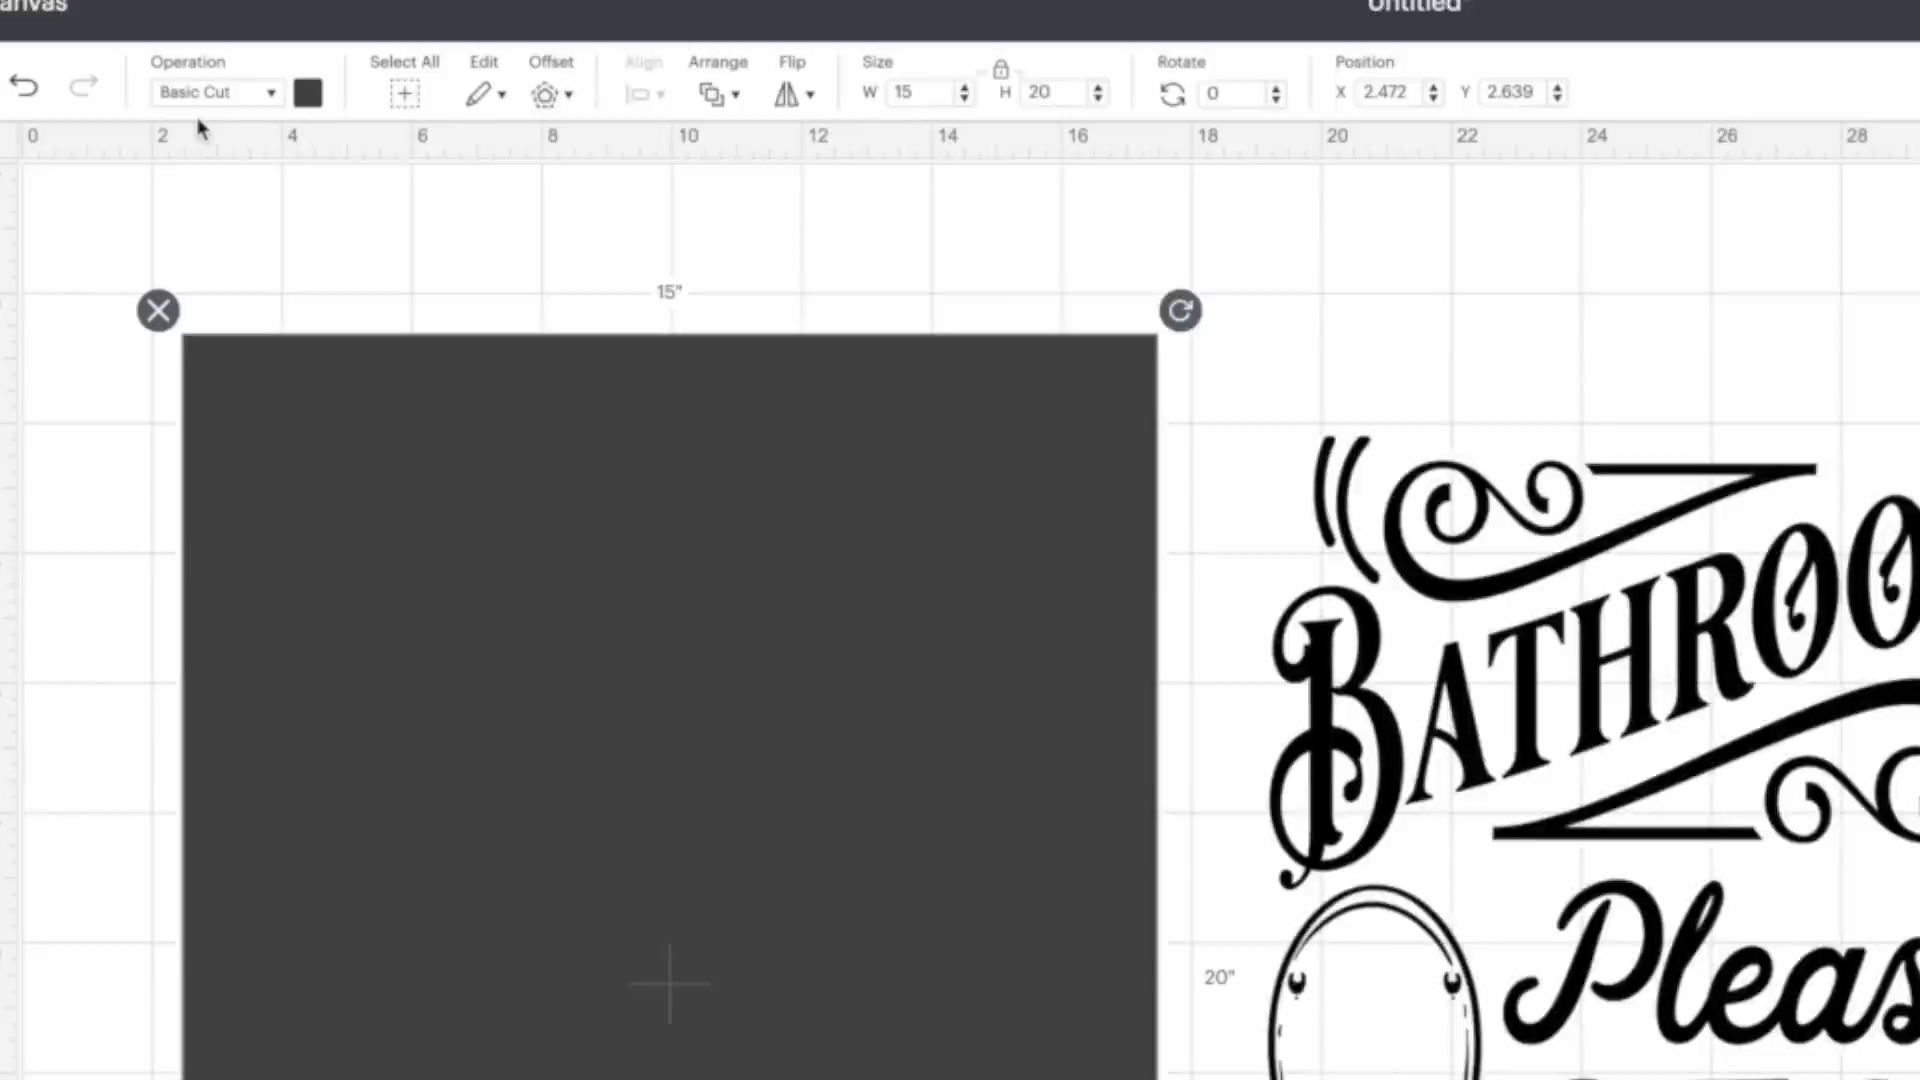 anvas Untitled*
Operation Select All Edit Offset Align Arrange Flip Size Rotate Position
Basic Cut W 15 H 20 0 X 2.472 Y 2.639
0 2 4 6 8 10 12 14 16 18 20 22 24 26 28
15"
BATHROO
Pleas
20"